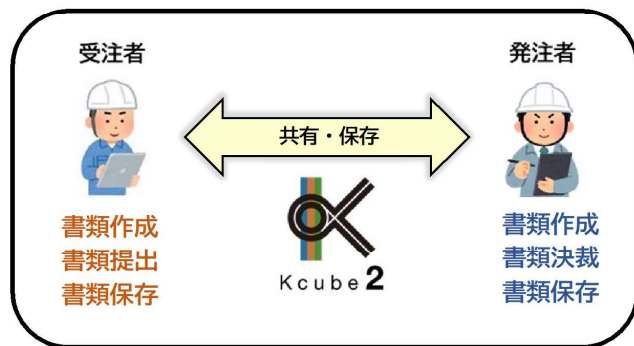 受注者
発注者
共有・保存
書類作成
書類提出
書類保存
Kcube2
書類作成
書類決裁
書類保存